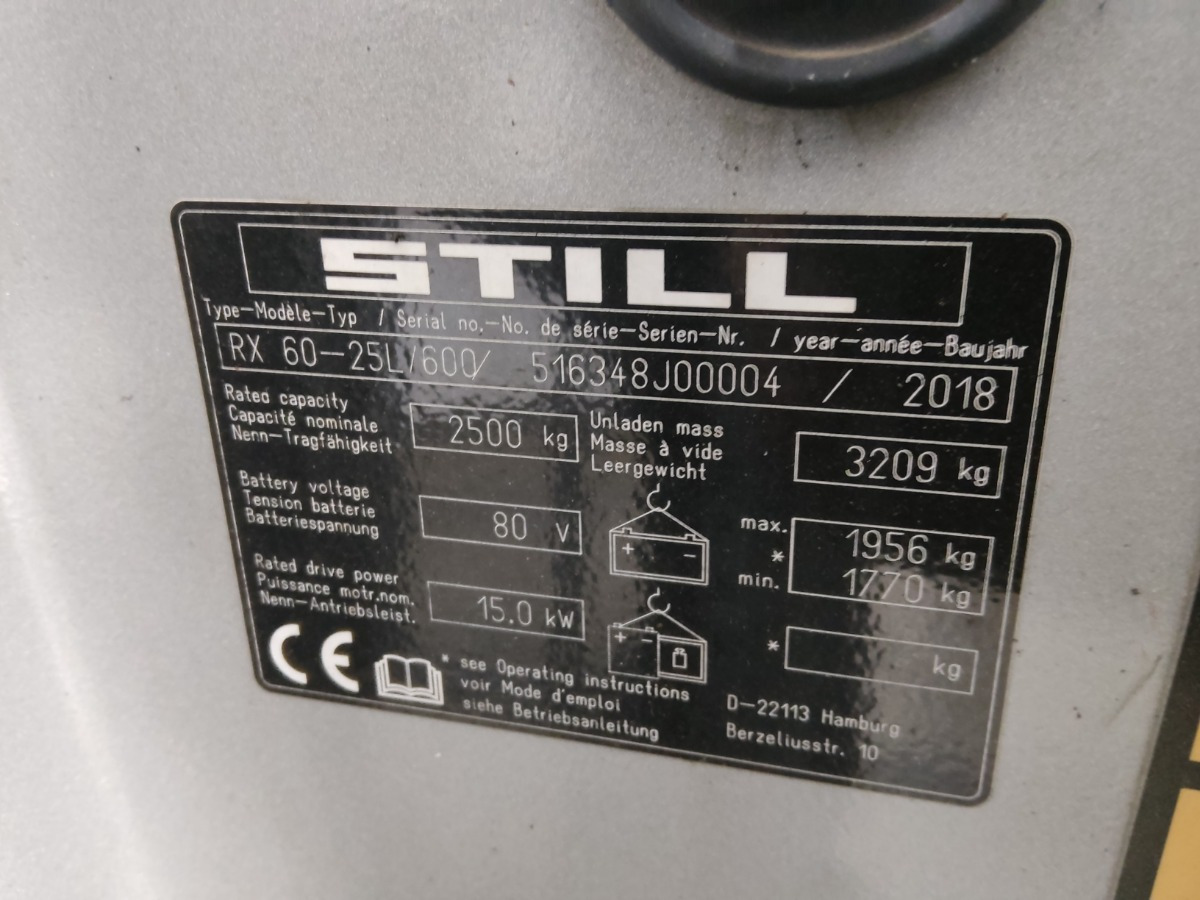 STILL
Type-Modèle-Typ / Serial no.-No. de série-Serien-Nr. / year-année-Baujahr
RX 60-25L/600/ 516348J00004 / 2018
Rated capacity
Capacité nominale
Nenn-Tragfähigkeit
2500 kg
Unladen mass
Masse à vide
Leergewicht
3209 kg
Battery voltage
Tension batterie
Batteriespannung
80 V
+ -
max. 1956 kg
*
min. 1770 kg
Rated drive power
Puissance motr.nom.
Nenn-Antriebsleist.
15.0 kW
+ -
* kg
CE
* see Operating instructions
voir Mode d'emploi
siehe Betriebsanleitung
D-22113 Hamburg
Berzeliusstr. 10